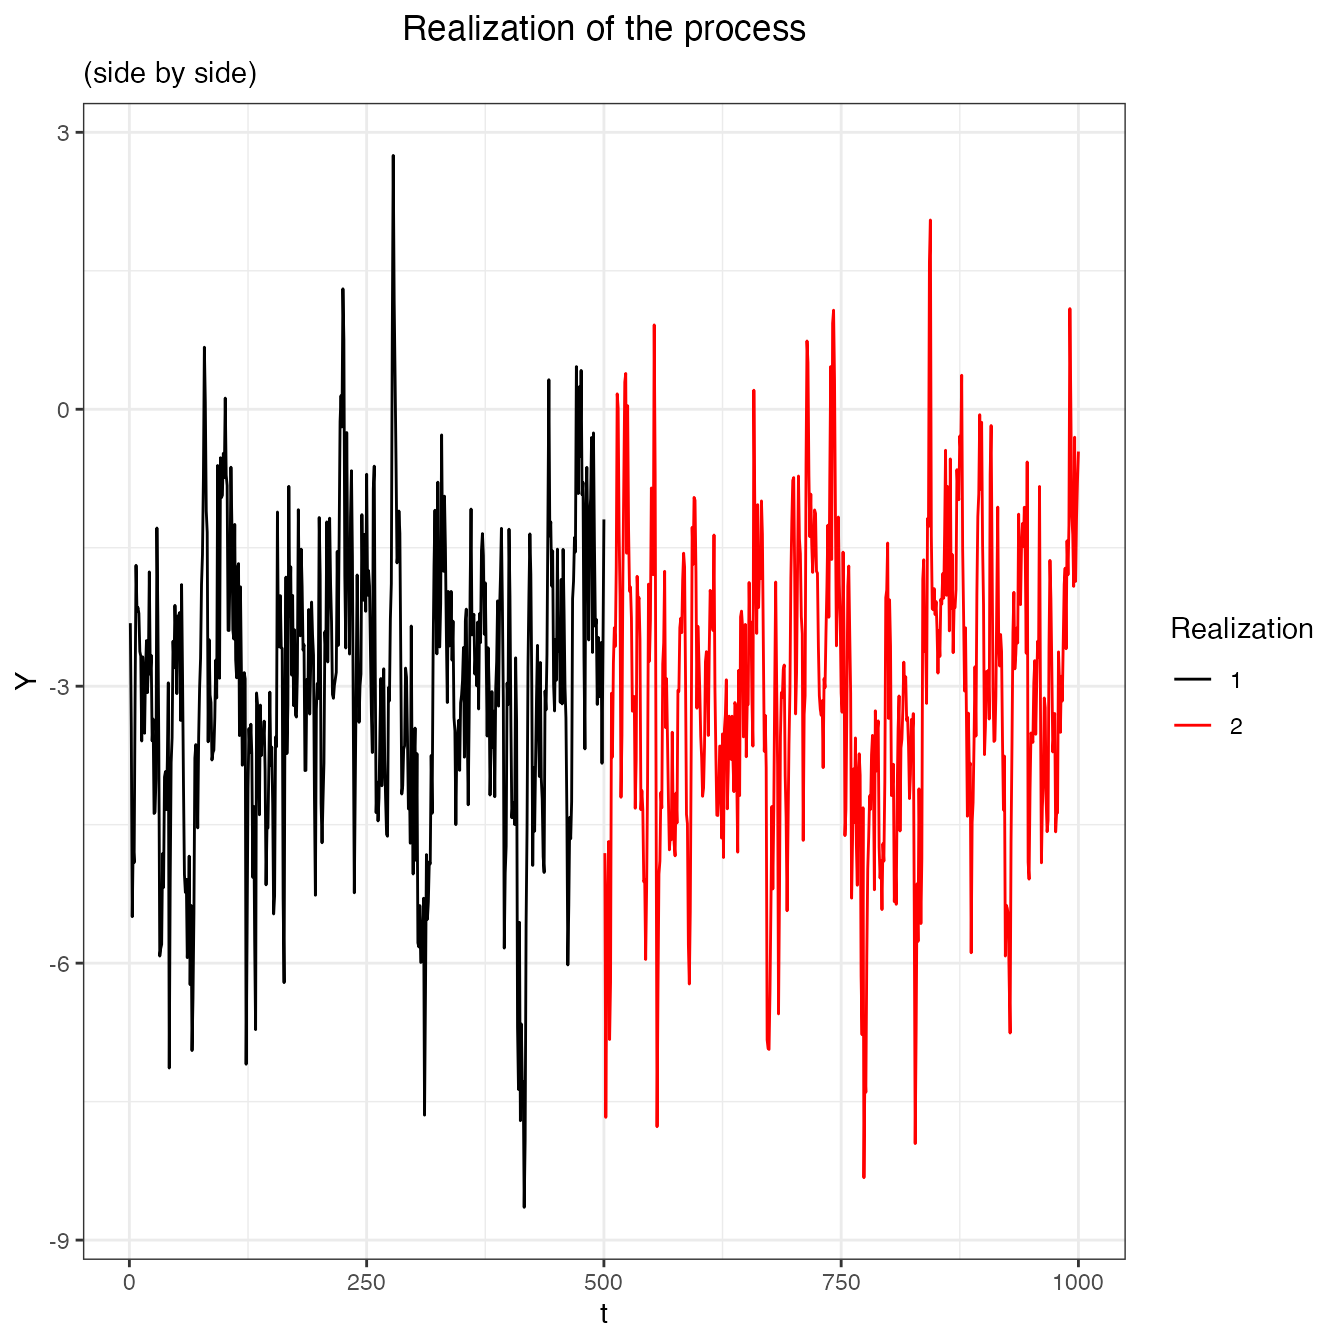 Realization of the process
(side by side)
3
0
-3
-6
-9
Y
0 250 500 750 1000
t
Realization
1
2